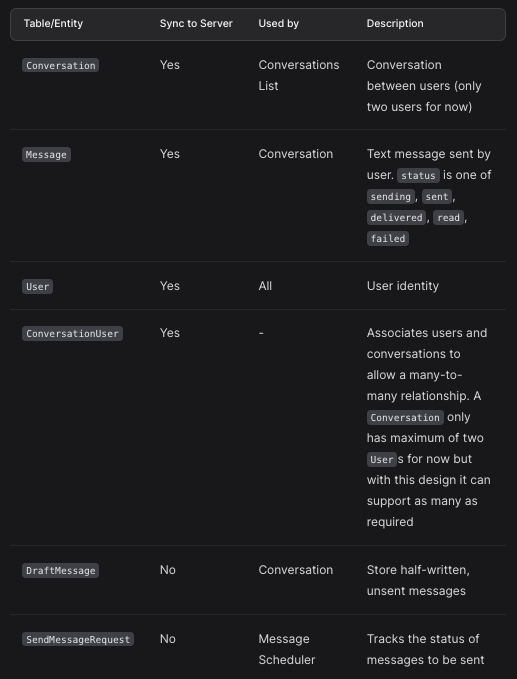 Table/Entity Sync to Server Used by Description
Conversation Yes Conversations Conversation
List between users (only
two users for now)
Message Yes Conversation Text message sent by
user. status is one of
sending, sent,
delivered, read,
failed
User Yes All User identity
ConversationUser Yes - Associates users and
conversations to
allow a many-to-
many relationship. A
Conversation only
has maximum of two
Users for now but
with this design it can
support as many as
required
DraftMessage No Conversation Store half-written,
unsent messages
SendMessageRequest No Message Tracks the status of
Scheduler messages to be sent